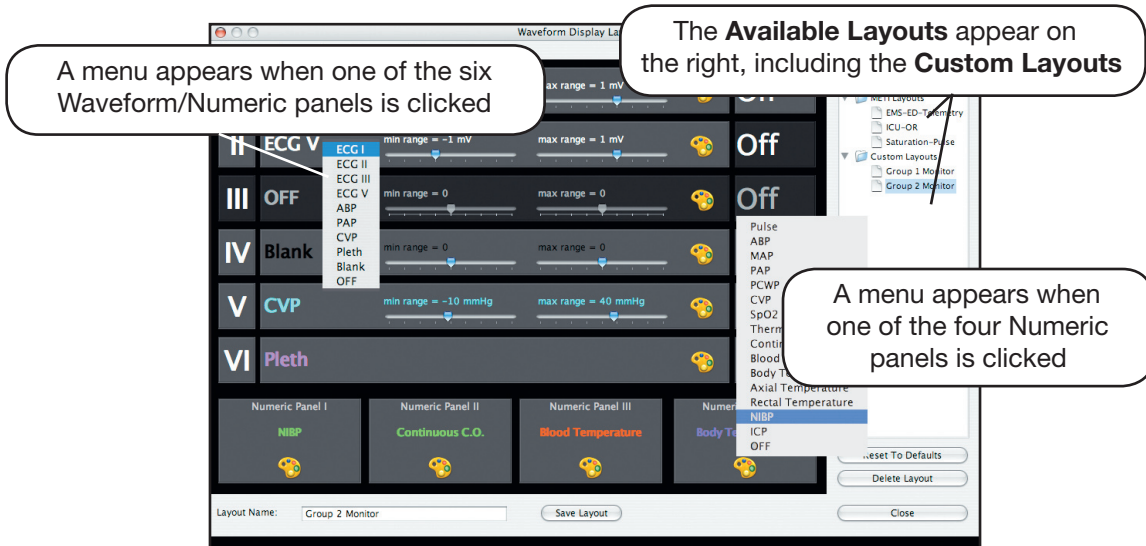 Waveform Display La
The Available Layouts appear on
the right, including the Custom Layouts
A menu appears when one of the six
Waveform/Numeric panels is clicked
max range = 1 mV
METI Layouts
EMS-ED-Telemetry
ICU-OR
Saturation-Pulse
Custom Layouts
Group 1 Monitor
Group 2 Monitor
II
ECG V
min range = -1 mV
max range = 1 mV
Off
ECG I
ECG II
ECG III
ECG V
ABP
PAP
CVP
Pleth
Blank
OFF
III
OFF
min range = 0
max range = 0
Off
IV
Blank
min range = 0
max range = 0
V
CVP
min range = -10 mmHg
max range = 40 mmHg
VI
Pleth
Pulse
ABP
MAP
PAP
PCWP
CVP
SpO2
Therm
Contin
Blood
Body Te
Axial Temperature
Rectal Temperature
NIBP
ICP
OFF
A menu appears when
one of the four Numeric
panels is clicked
Numeric Panel I
NIBP
Numeric Panel II
Continuous C.O.
Numeric Panel III
Blood Temperature
Numer
Body Te
Reset To Defaults
Delete Layout
Layout Name:
Group 2 Monitor
Save Layout
Close